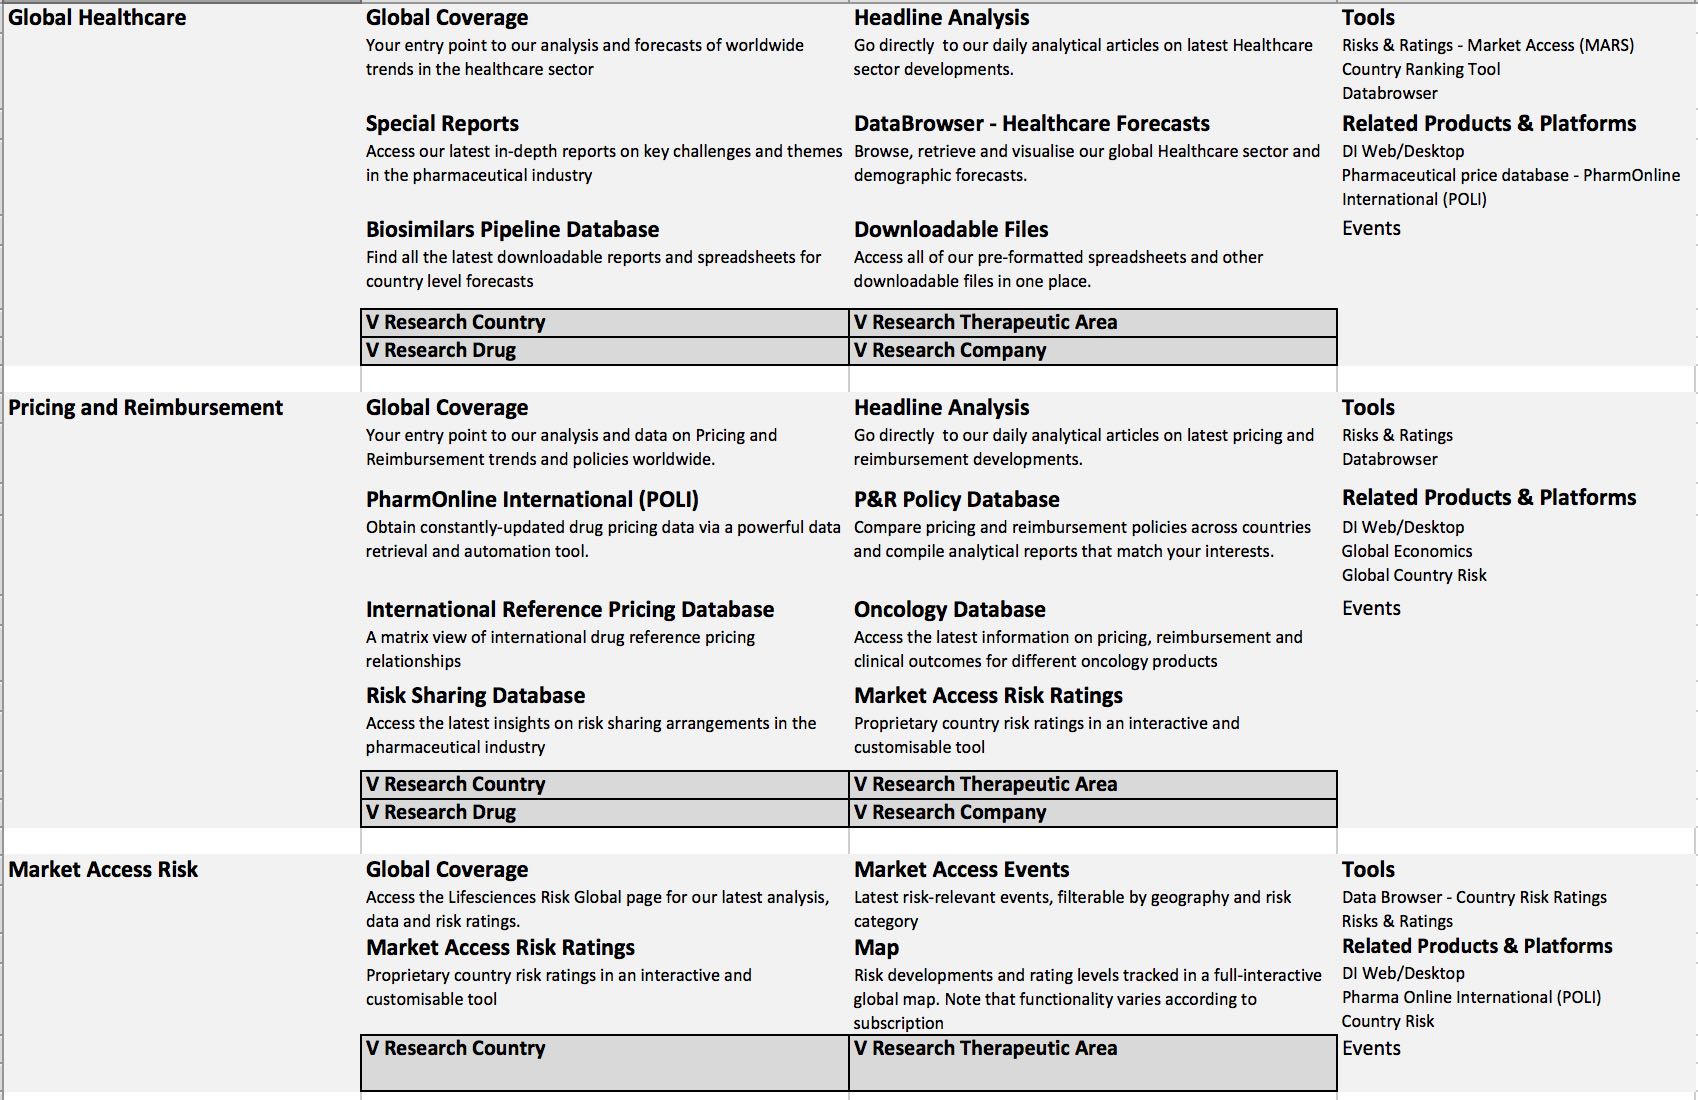 Global Healthcare
Global Coverage
Your entry point to our analysis and forecasts of worldwide
trends in the healthcare sector
Headline Analysis
Go directly  to our daily analytical articles on latest Healthcare
sector developments.
Tools
Risks & Ratings - Market Access (MARS)
Country Ranking Tool
Databrowser
Special Reports
Access our latest in-depth reports on key challenges and themes
in the pharmaceutical industry
DataBrowser - Healthcare Forecasts
Browse, retrieve and visualise our global Healthcare sector and
demographic forecasts.
Related Products & Platforms
DI Web/Desktop
Pharmaceutical price database - PharmOnline
International (POLI)
Biosimilars Pipeline Database
Find all the latest downloadable reports and spreadsheets for
country level forecasts
Downloadable Files
Access all of our pre-formatted spreadsheets and other
downloadable files in one place.
Events
V Research Country
V Research Therapeutic Area
V Research Drug
V Research Company
Pricing and Reimbursement
Global Coverage
Your entry point to our analysis and data on Pricing and
Reimbursement trends and policies worldwide.
Headline Analysis
Go directly  to our daily analytical articles on latest pricing and
reimbursement developments.
Tools
Risks & Ratings
Databrowser
PharmOnline International (POLI)
Obtain constantly-updated drug pricing data via a powerful data
retrieval and automation tool.
P&R Policy Database
Compare pricing and reimbursement policies across countries
and compile analytical reports that match your interests.
Related Products & Platforms
DI Web/Desktop
Global Economics
Global Country Risk
International Reference Pricing Database
A matrix view of international drug reference pricing
relationships
Oncology Database
Access the latest information on pricing, reimbursement and
clinical outcomes for different oncology products
Events
Risk Sharing Database
Access the latest insights on risk sharing arrangements in the
pharmaceutical industry
Market Access Risk Ratings
Proprietary country risk ratings in an interactive and
customisable tool
V Research Country
V Research Therapeutic Area
V Research Drug
V Research Company
Market Access Risk
Global Coverage
Access the Lifesciences Risk Global page for our latest analysis,
data and risk ratings.
Market Access Events
Latest risk-relevant events, filterable by geography and risk
category
Tools
Data Browser - Country Risk Ratings
Risks & Ratings
Market Access Risk Ratings
Proprietary country risk ratings in an interactive and
customisable tool
Map
Risk developments and rating levels tracked in a full-interactive
global map. Note that functionality varies according to
subscription
Related Products & Platforms
DI Web/Desktop
Pharma Online International (POLI)
Country Risk
V Research Country
V Research Therapeutic Area
Events